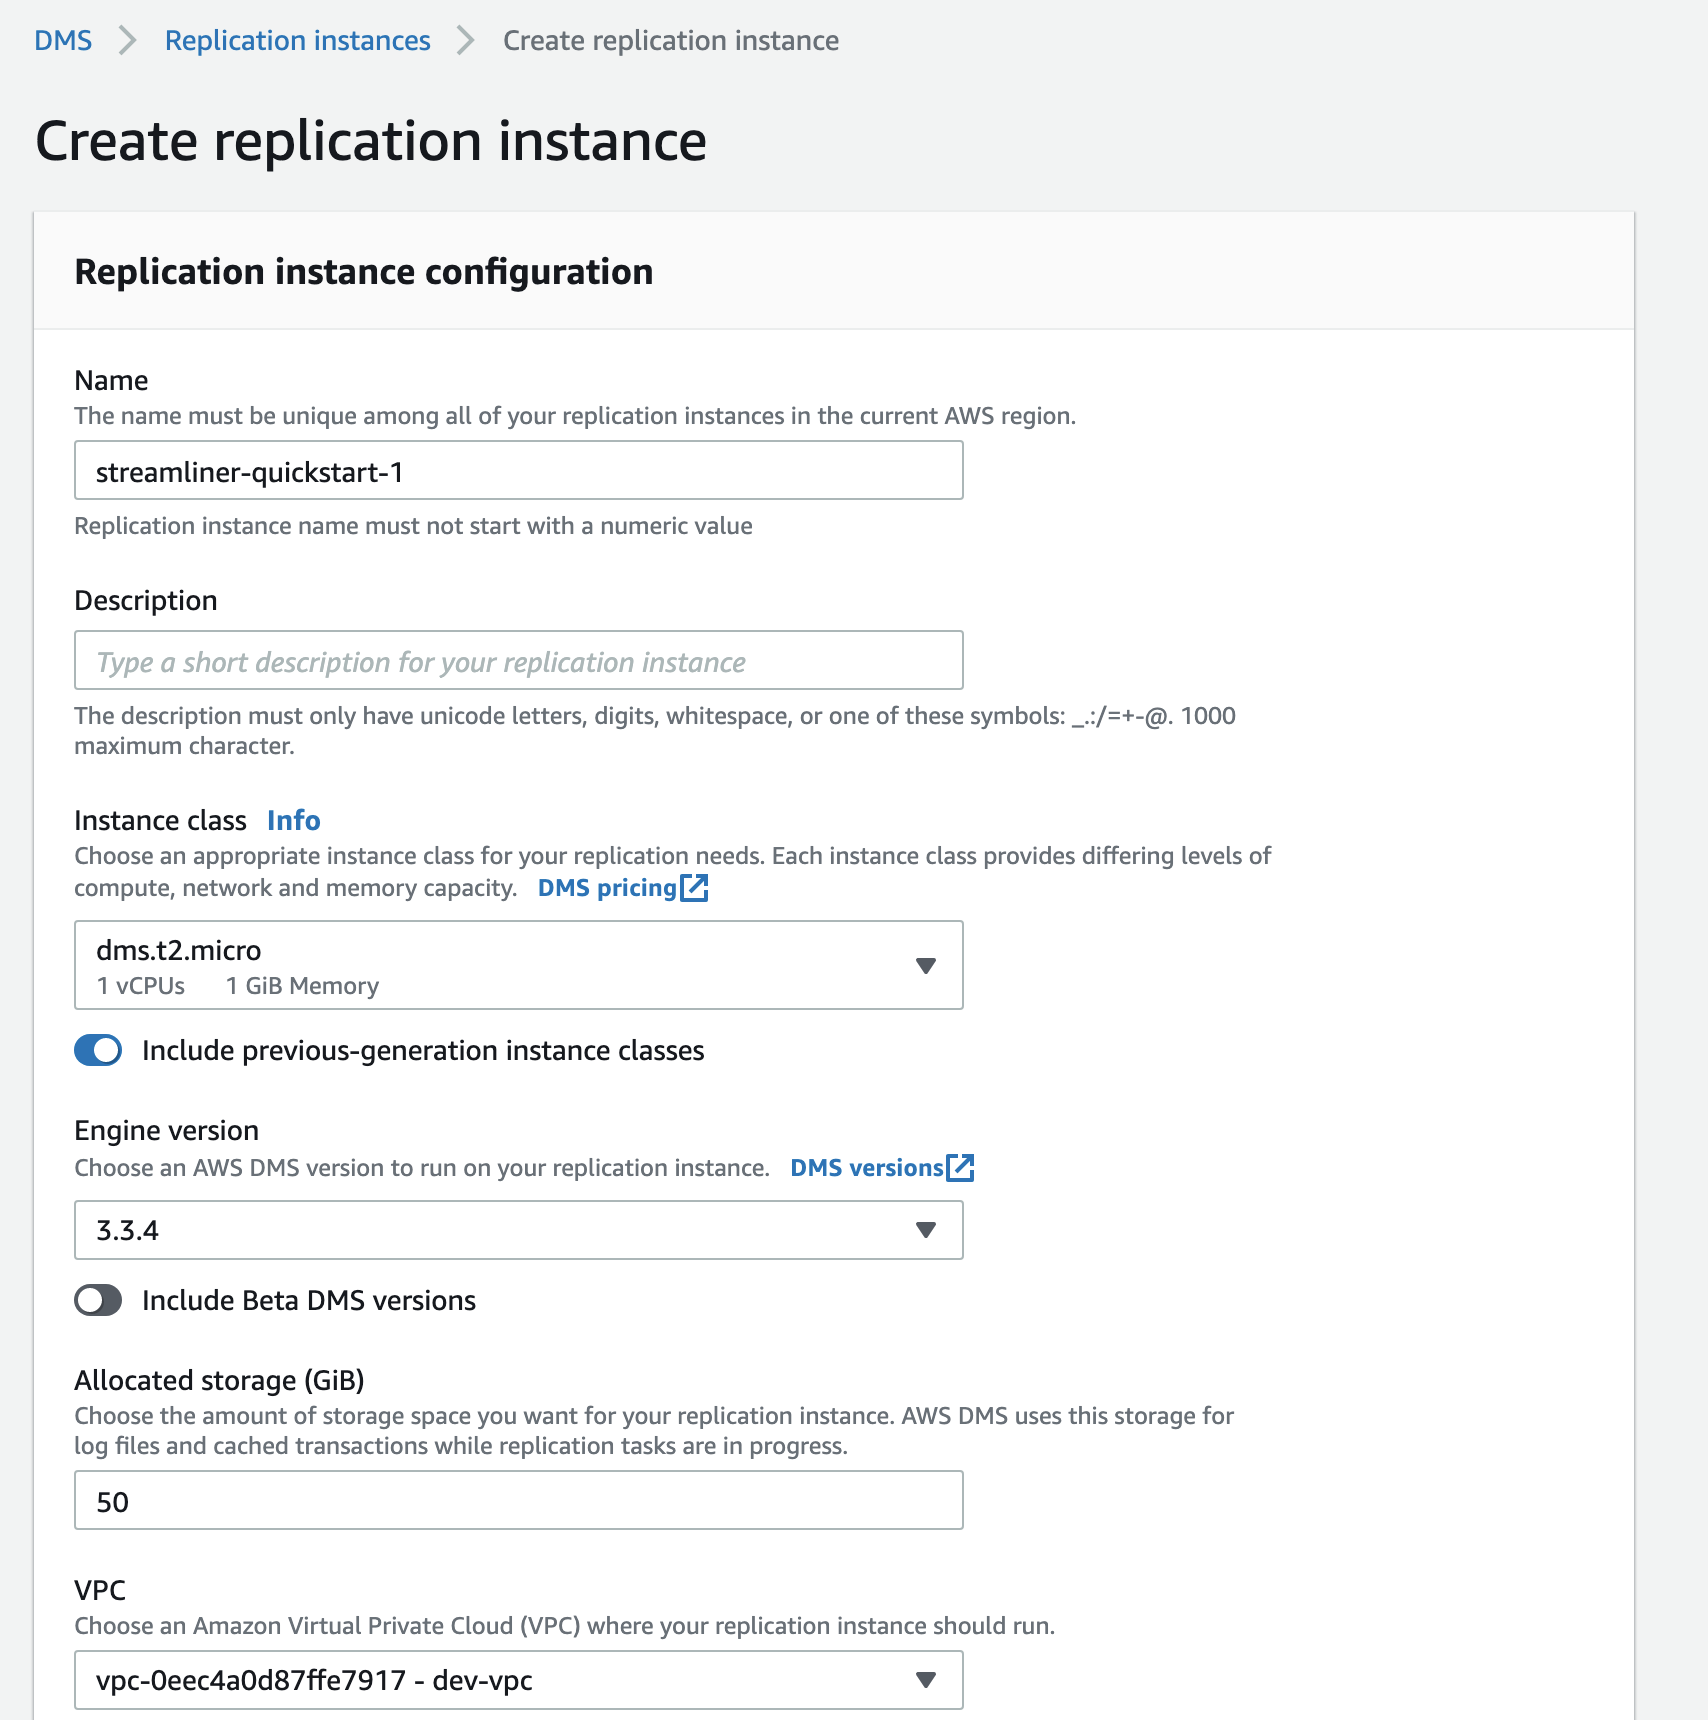 DMS > Replication instances > Create replication instance
Create replication instance
Replication instance configuration
Name
The name must be unique among all of your replication instances in the current AWS region.
streamliner-quickstart-1
Replication instance name must not start with a numeric value
Description
Type a short description for your replication instance
The description must only have unicode letters, digits, whitespace, or one of these symbols: _.:/=+-@. 1000
maximum character.
Instance class Info
Choose an appropriate instance class for your replication needs. Each instance class provides differing levels of
compute, network and memory capacity. DMS pricing
dms.t2.micro
1 vCPUs 1 GiB Memory
Include previous-generation instance classes
Engine version
Choose an AWS DMS version to run on your replication instance. DMS versions
3.3.4
Include Beta DMS versions
Allocated storage (GiB)
Choose the amount of storage space you want for your replication instance. AWS DMS uses this storage for
log files and cached transactions while replication tasks are in progress.
50
VPC
Choose an Amazon Virtual Private Cloud (VPC) where your replication instance should run.
vpc-0eec4a0d87ffe7917 - dev-vpc